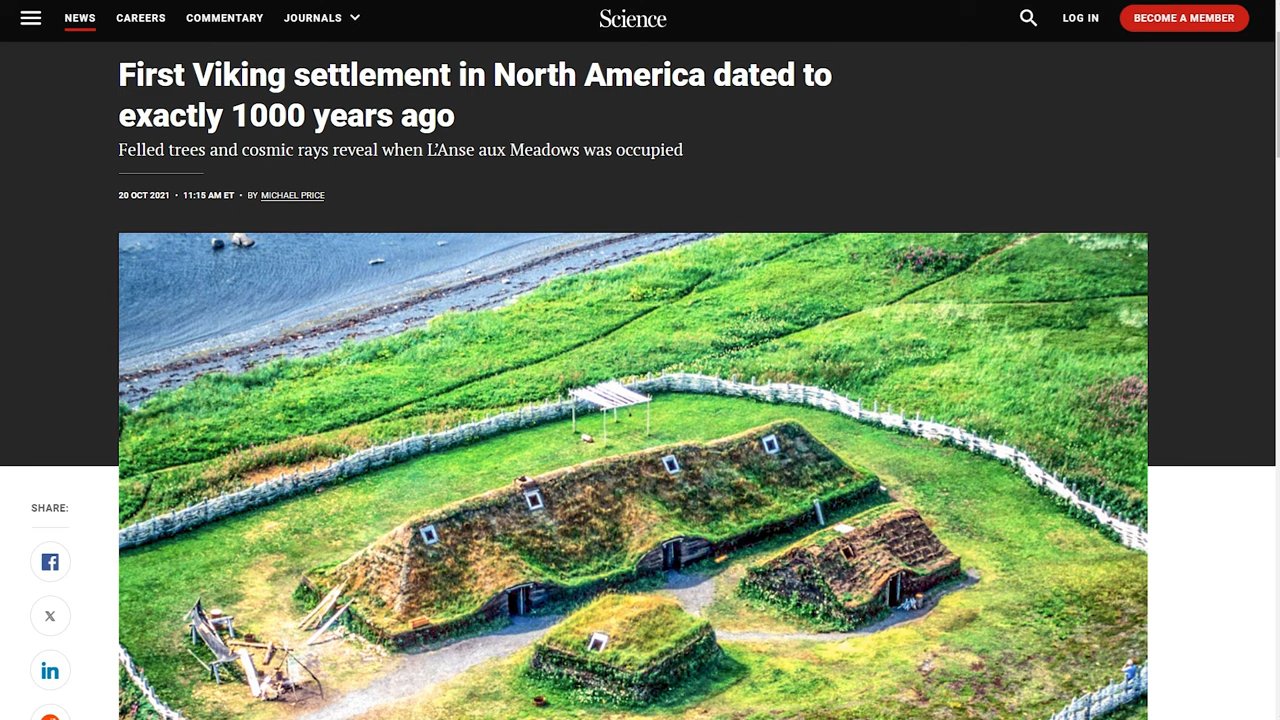 NEWS CAREERS COMMENTARY JOURNALS Science LOG IN BECOME A MEMBER
First Viking settlement in North America dated to
exactly 1000 years ago
Felled trees and cosmic rays reveal when L’Anse aux Meadows was occupied
20 OCT 2021 • 11:15 AM ET • BY MICHAEL PRICE
SHARE:
f
X
in